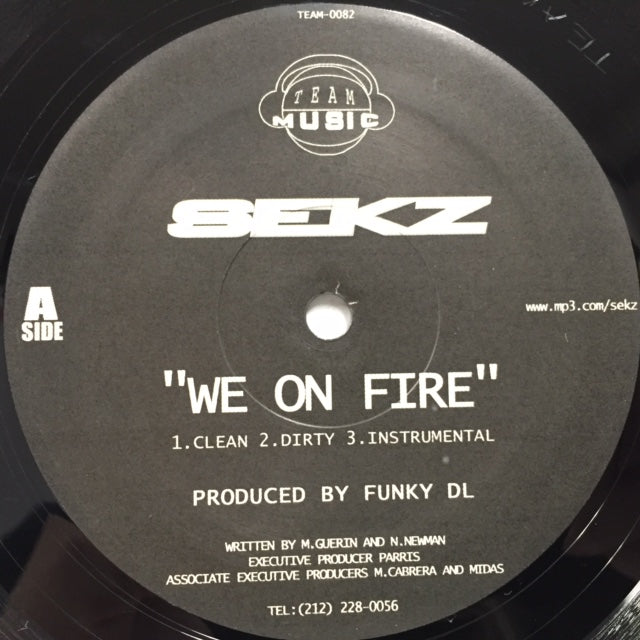 TEAM-0082
TEAM
TEAM
MUSIC
SEKZ
A
SIDE
www.mp3.com/sekz
"WE ON FIRE"
1.CLEAN 2.DIRTY 3.INSTRUMENTAL
PRODUCED BY FUNKY DL
WRITTEN BY M.GUERIN AND N.NEWMAN
EXECUTIVE PRODUCER PARRIS
ASSOCIATE EXECUTIVE PRODUCERS M.CABRERA AND MIDAS
TEL:(212) 228-0056